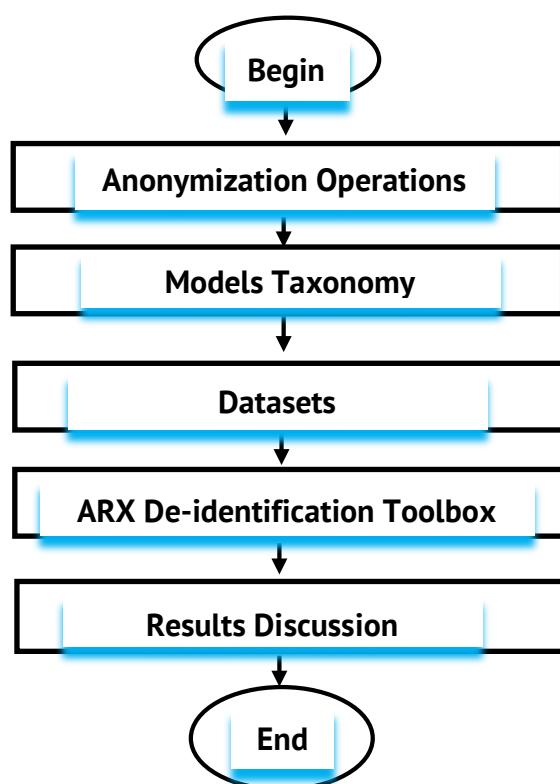 Begin
Anonymization Operations
Models Taxonomy
Datasets
ARX De-identification Toolbox
Results Discussion
End